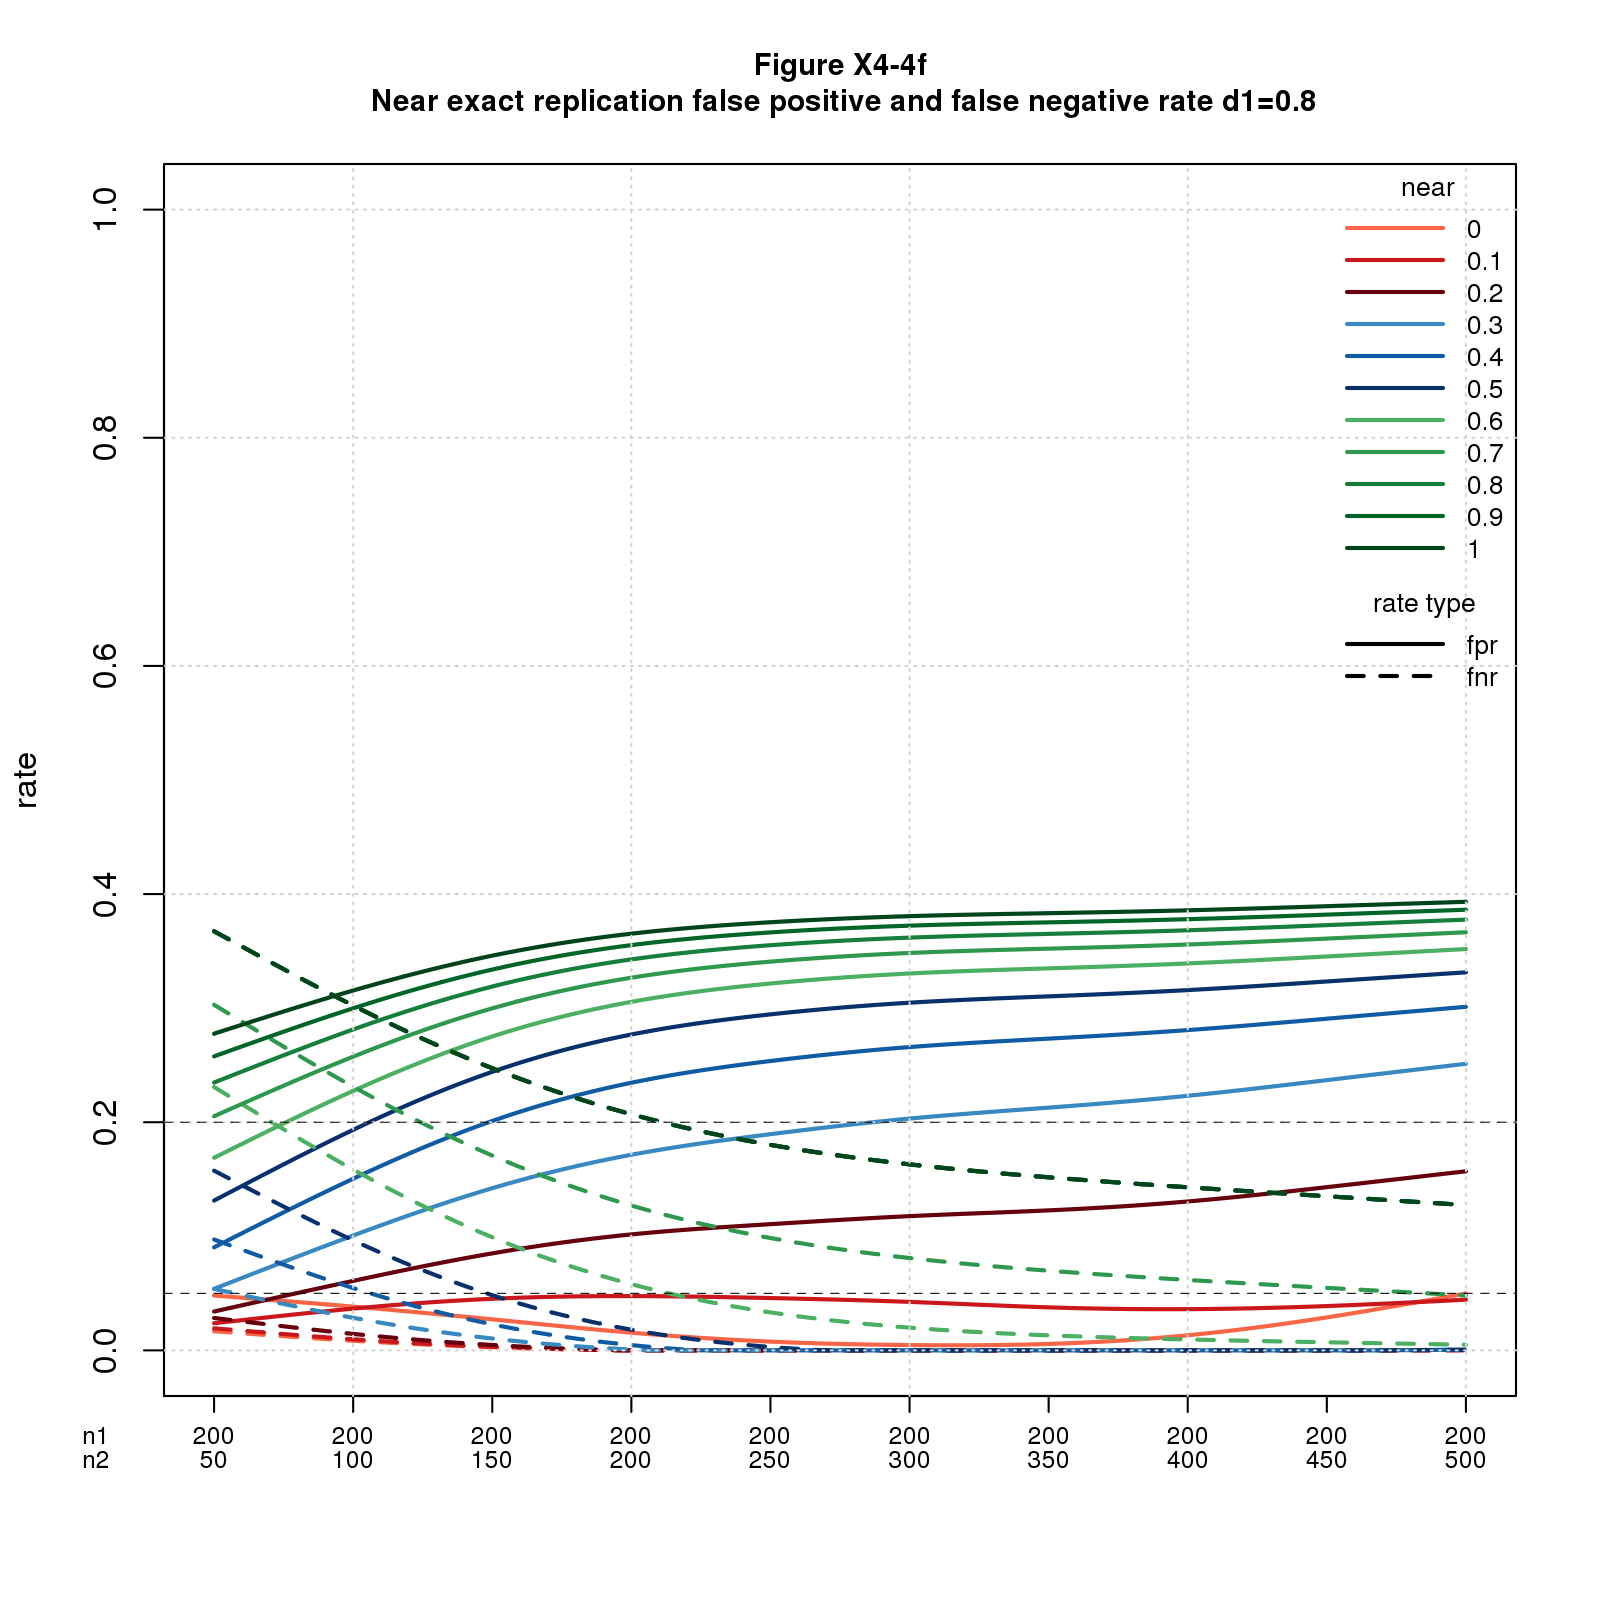 Figure X4-4f
Near exact replication false positive and false negative rate d1=0.8
near
0
0.1
0.2
0.3
0.4
0.5
0.6
0.7
0.8
0.9
1
rate type
fpr
fnr
rate
1.0
0.8
0.6
0.4
0.2
0.0
n1 200 200 200 200 200 200 200 200 200 200
n2 50 100 150 200 250 300 350 400 450 500